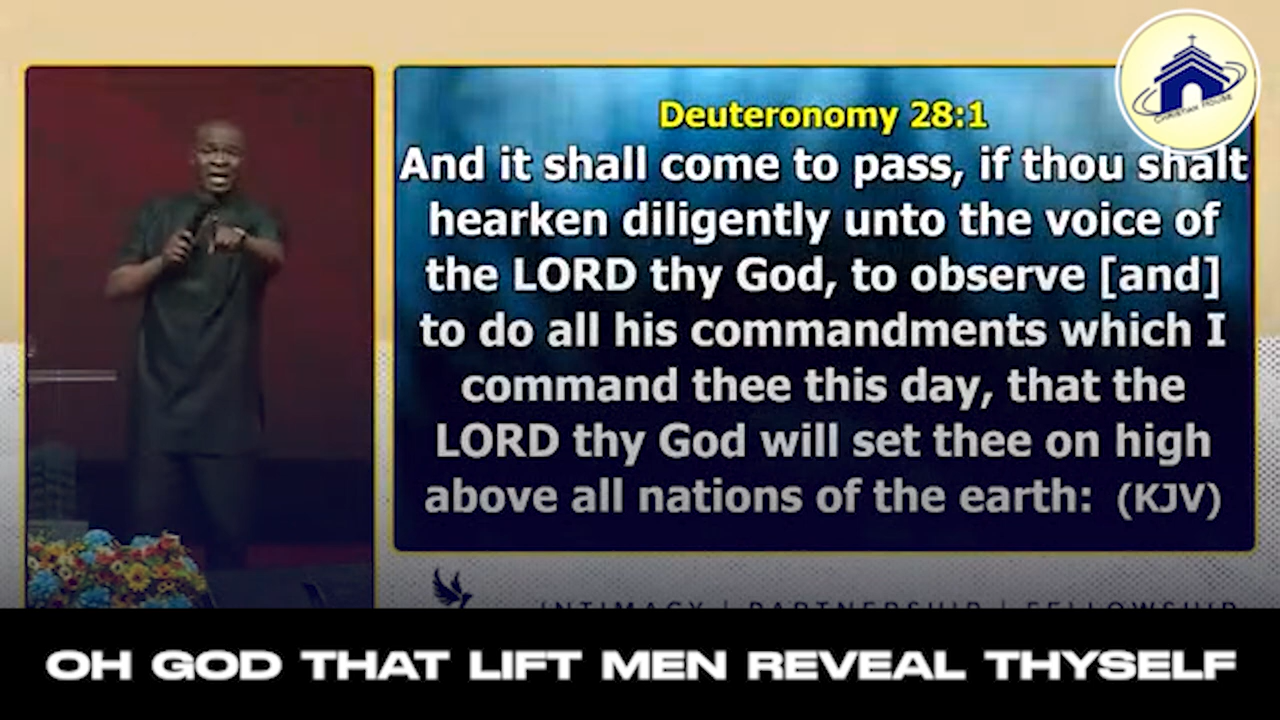 CHRISTIAN HOUSE
Deuteronomy 28:1
And it shall come to pass, if thou shalt
hearken diligently unto the voice of
the LORD thy God, to observe [and]
to do all his commandments which I
command thee this day, that the
LORD thy God will set thee on high
above all nations of the earth: (KJV)
INTIMACY | PARTNERSHIP | FELLOWSHIP
OH GOD THAT LIFT MEN REVEAL THYSELF